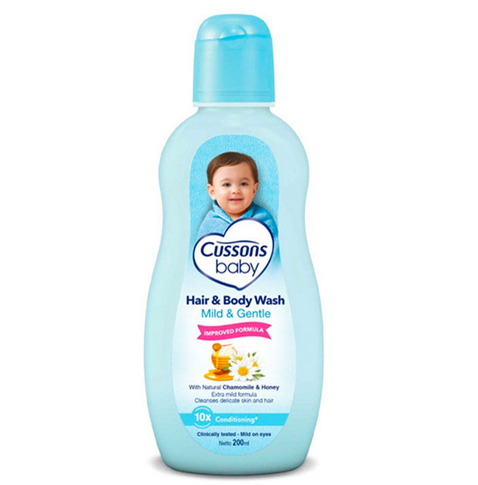 Cussons
baby
Hair & Body Wash
Mild & Gentle
IMPROVED FORMULA
With Natural Chamomile & Honey
Extra mild formula
Cleanses delicate skin and hair
10x Conditioning*
Clinically tested - Mild on eyes
Netto 200ml